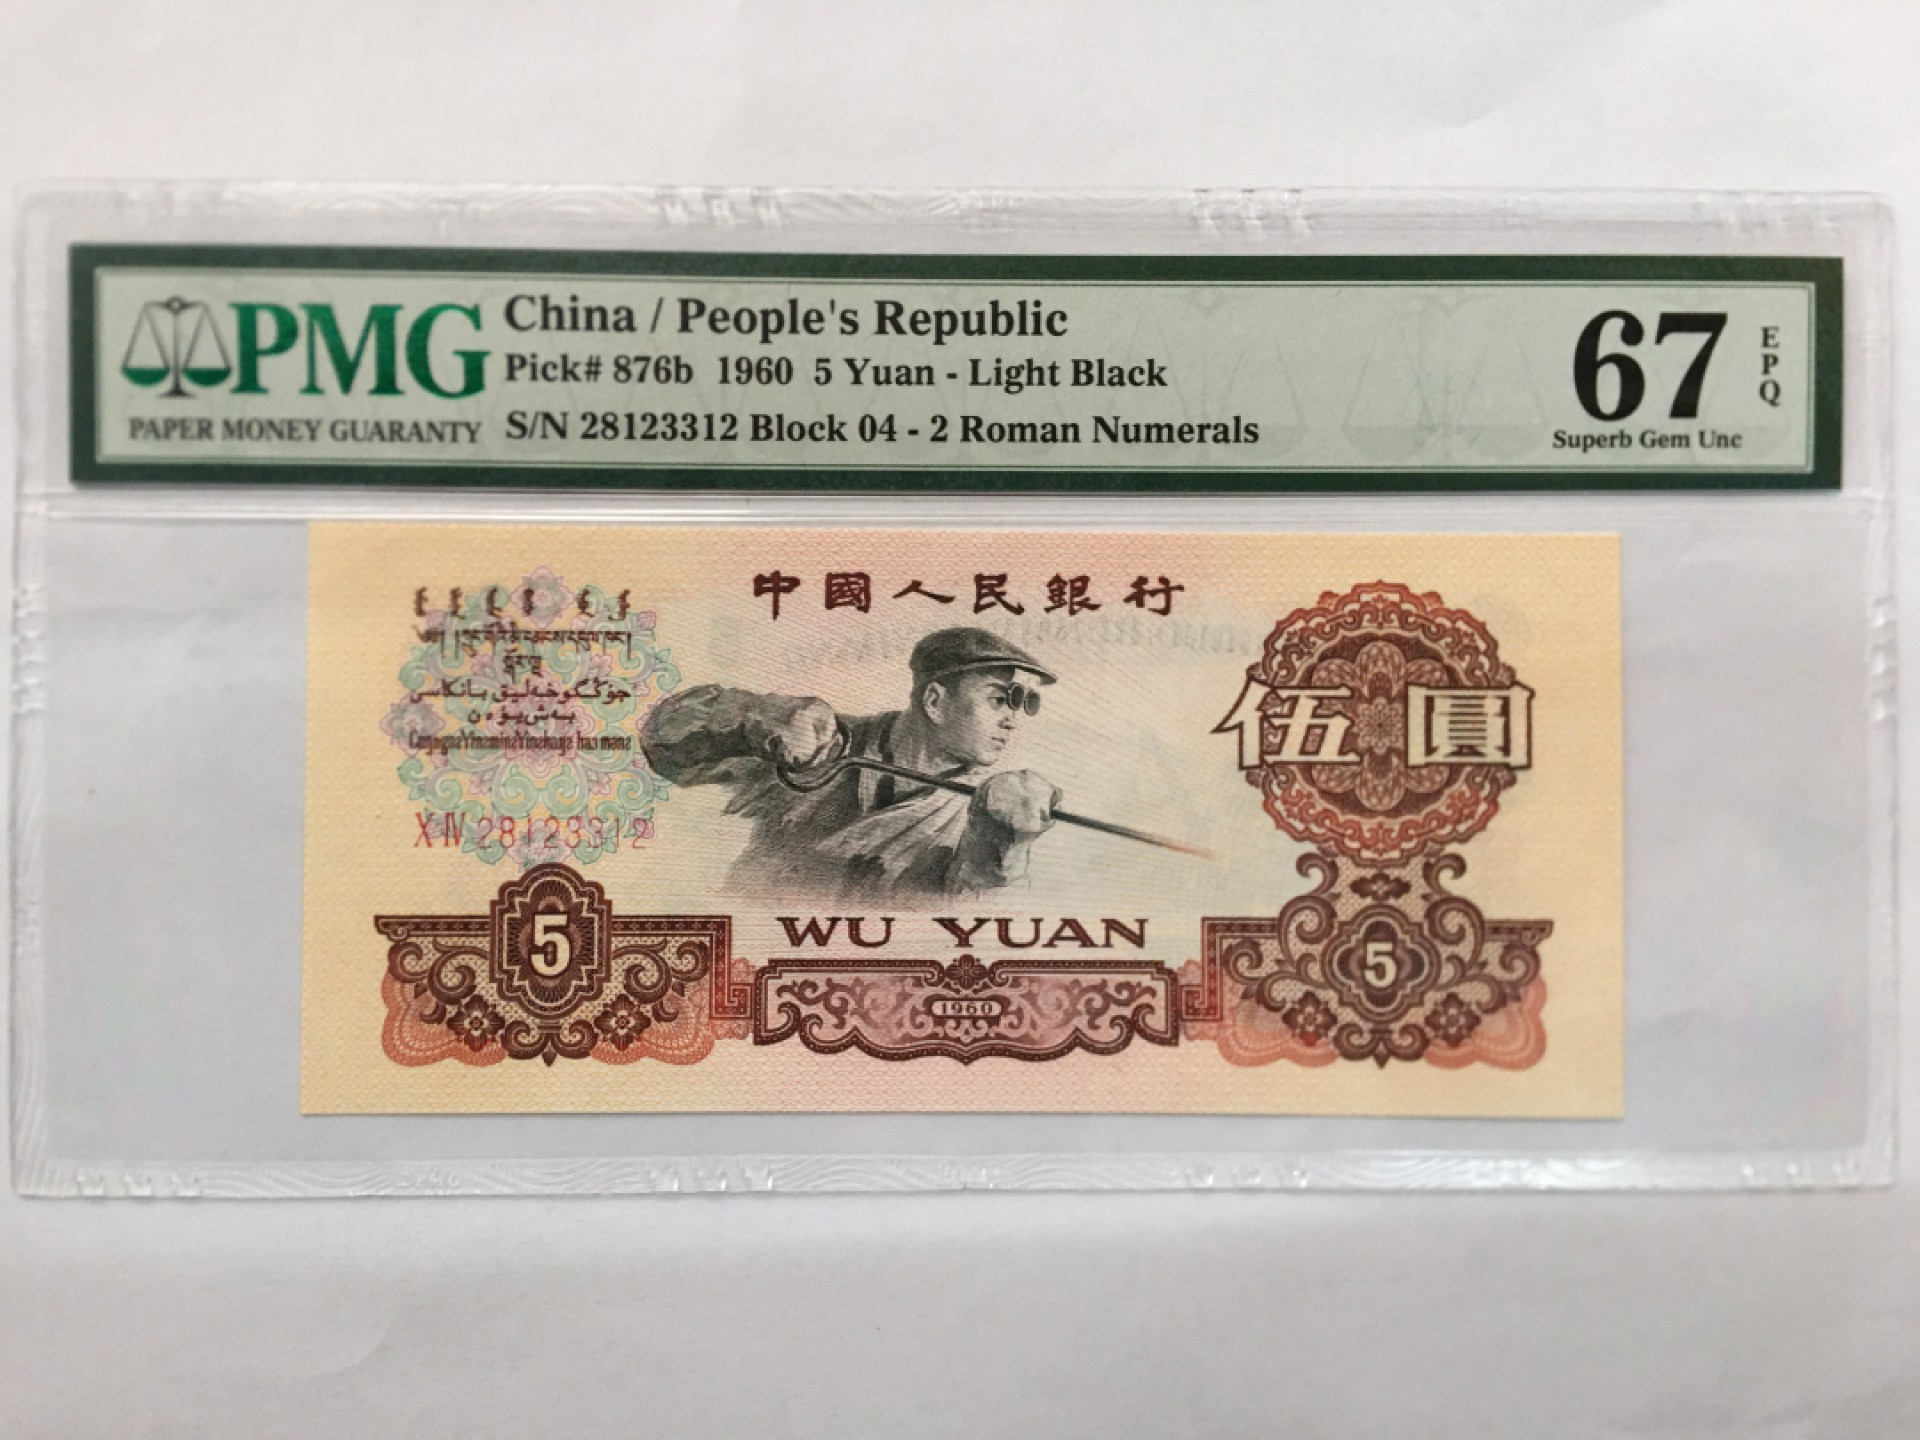 PMG
PAPER MONEY GUARANTY
China / People's Republic
Pick# 876b 1960 5 Yuan - Light Black
S/N 28123312 Block 04 - 2 Roman Numerals
67
EPQ
Superb Gem Unc
中國人民銀行
伍圓
X IV 28123312
5
WU YUAN
1960
5
PMG